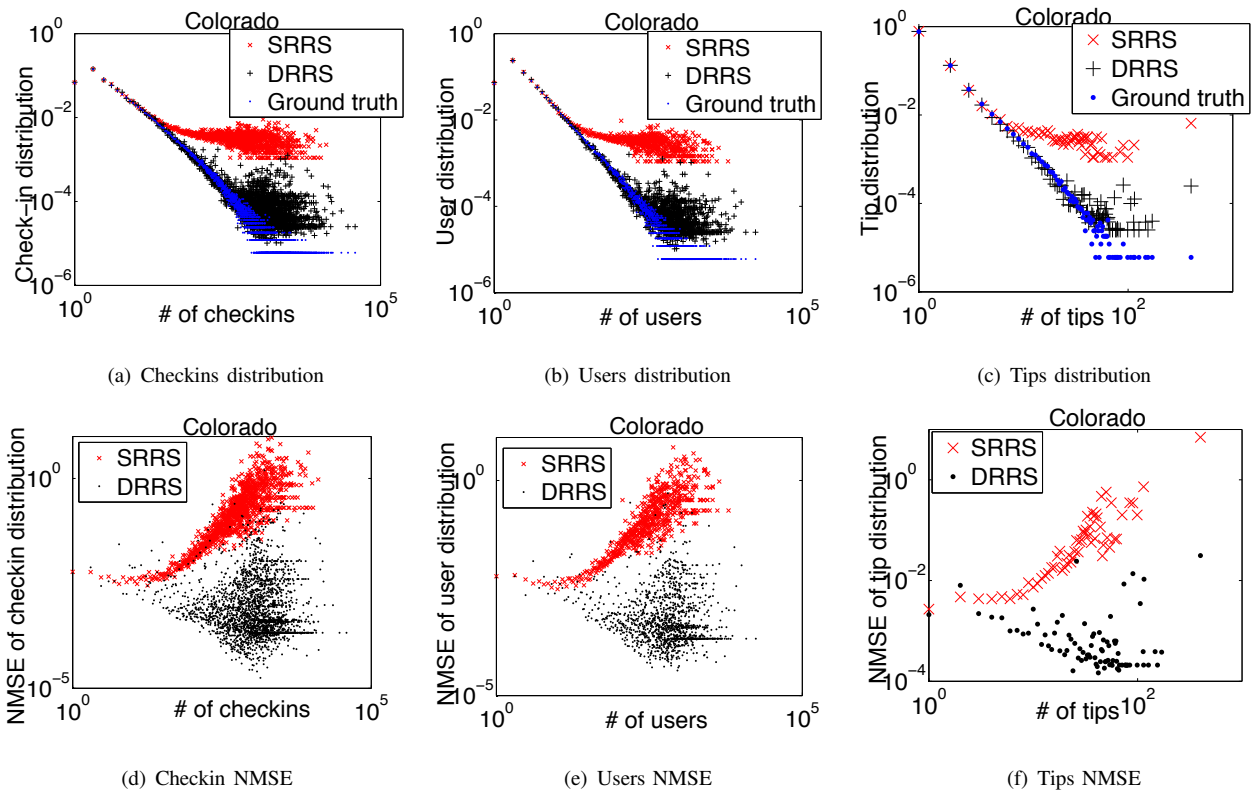 Colorado
SRRS
DRRS
Ground truth
Check-in distribution
10^0
10^-2
10^-4
10^-6
10^0
10^5
# of checkins
(a) Checkins distribution
Colorado
SRRS
DRRS
Ground truth
User distribution
10^0
10^-2
10^-4
10^-6
10^0
10^5
# of users
(b) Users distribution
Colorado
SRRS
DRRS
Ground truth
Tip distribution
10^0
10^-2
10^-4
10^-6
10^0
10^2
# of tips
(c) Tips distribution
Colorado
SRRS
DRRS
NMSE of checkin distribution
10^0
10^-5
10^0
10^5
# of checkins
(d) Checkin NMSE
Colorado
SRRS
DRRS
NMSE of user distribution
10^0
10^-5
10^0
10^5
# of users
(e) Users NMSE
Colorado
SRRS
DRRS
NMSE of tip distribution
10^0
10^-2
10^-4
10^0
10^2
# of tips
(f) Tips NMSE